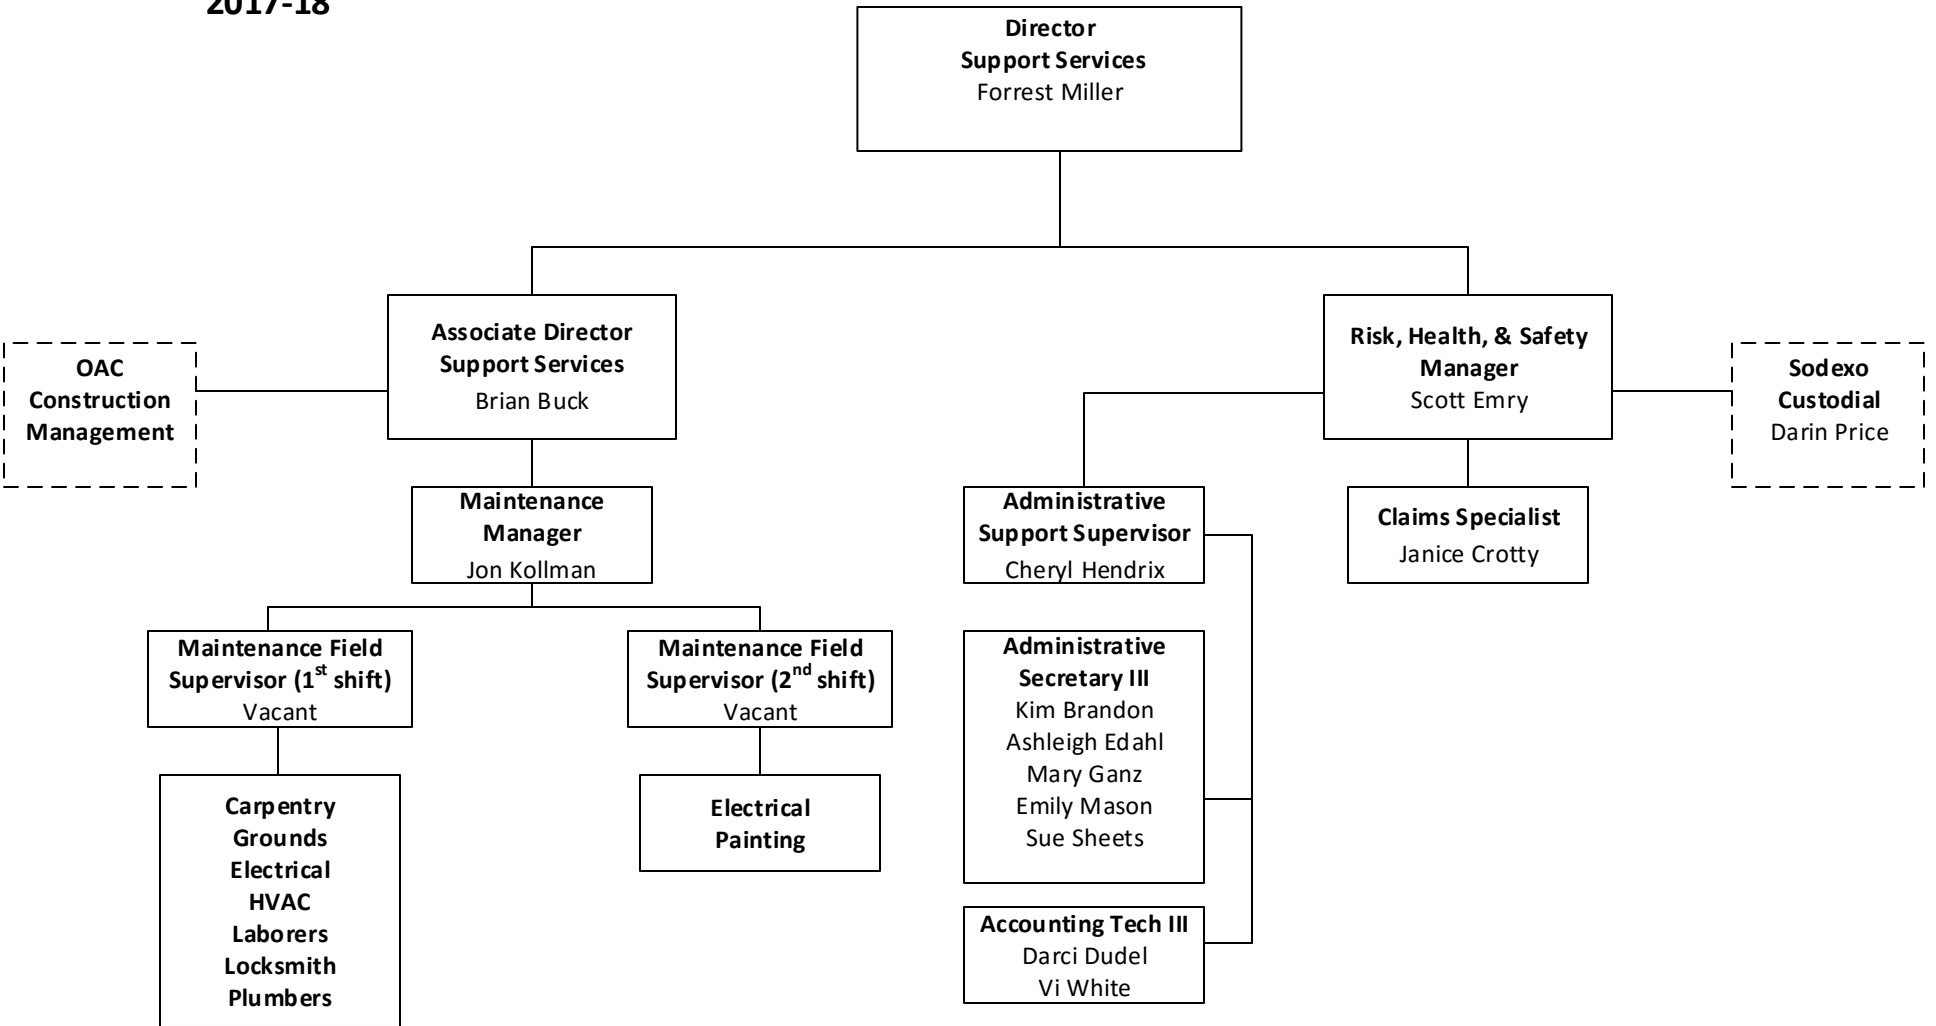 2017-18
Director
Support Services
Forrest Miller
Associate Director
Support Services
Brian Buck
Risk, Health, & Safety
Manager
Scott Emry
OAC
Construction
Management
Sodexo
Custodial
Darin Price
Maintenance
Manager
Jon Kollman
Administrative
Support Supervisor
Cheryl Hendrix
Claims Specialist
Janice Crotty
Maintenance Field
Supervisor (1st shift)
Vacant
Maintenance Field
Supervisor (2nd shift)
Vacant
Administrative
Secretary III
Kim Brandon
Ashleigh Edahl
Mary Ganz
Emily Mason
Sue Sheets
Carpentry
Grounds
Electrical
HVAC
Laborers
Locksmith
Plumbers
Electrical
Painting
Accounting Tech III
Darci Dudel
Vi White